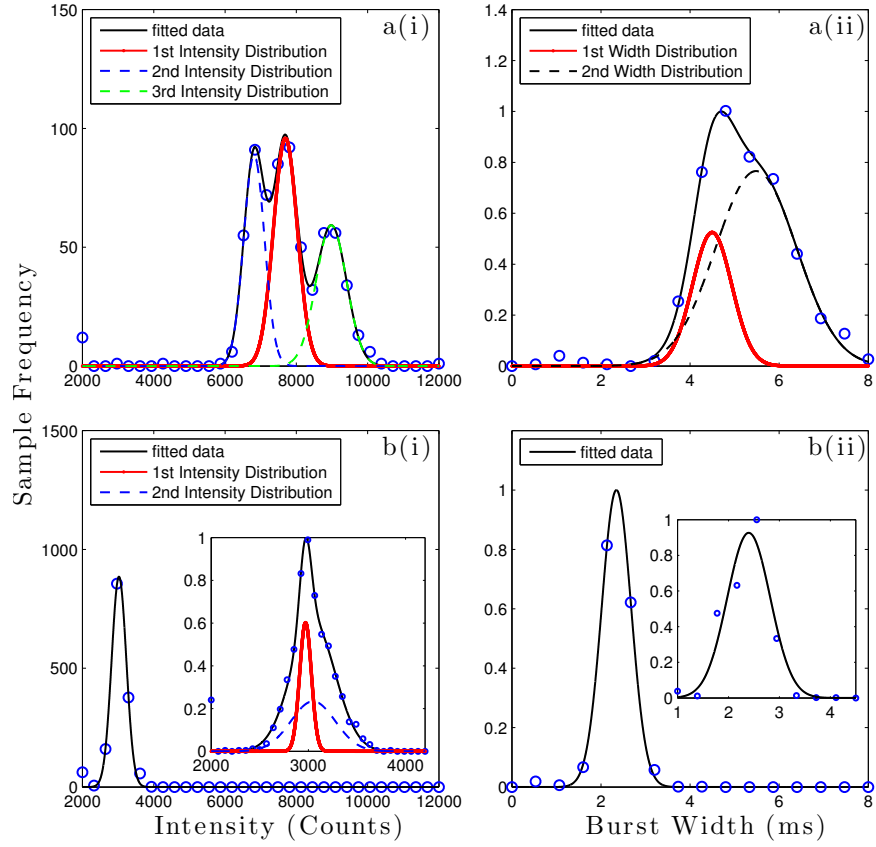 a(i)
fitted data
1st Intensity Distribution
2nd Intensity Distribution
3rd Intensity Distribution
150
100
50
0
2000 4000 6000 8000 10000 12000
a(ii)
fitted data
1st Width Distribution
2nd Width Distribution
1.4
1.2
1
0.8
0.6
0.4
0.2
0
0 2 4 6 8
Sample Frequency
b(i)
fitted data
1st Intensity Distribution
2nd Intensity Distribution
1500
1000
500
0
2000 4000 6000 8000 10000 12000
1
0.8
0.6
0.4
0.2
0
2000 3000 4000
Intensity (Counts)
b(ii)
fitted data
1
0.8
0.6
0.4
0.2
0
0 2 4 6 8
1
0.8
0.6
0.4
0.2
0
1 2 3 4
Burst Width (ms)